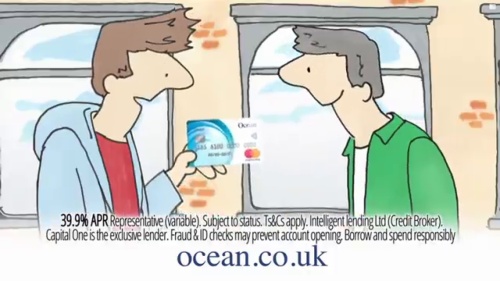 Ocean
39.9% APR Representative (variable). Subject to status. Ts&Cs apply. Intelligent lending Ltd (Credit Broker).
Capital One is the exclusive lender. Fraud & ID checks may prevent account opening. Borrow and spend responsibly
ocean.co.uk